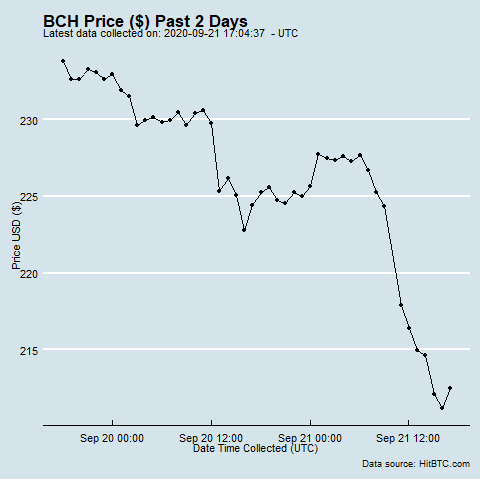 BCH Price ($) Past 2 Days
Latest data collected on: 2020-09-21 17:04:37  - UTC
230
225
220
215
Price USD ($)
Sep 20 00:00
Sep 20 12:00
Sep 21 00:00
Sep 21 12:00
Date Time Collected (UTC)
Data source: HitBTC.com